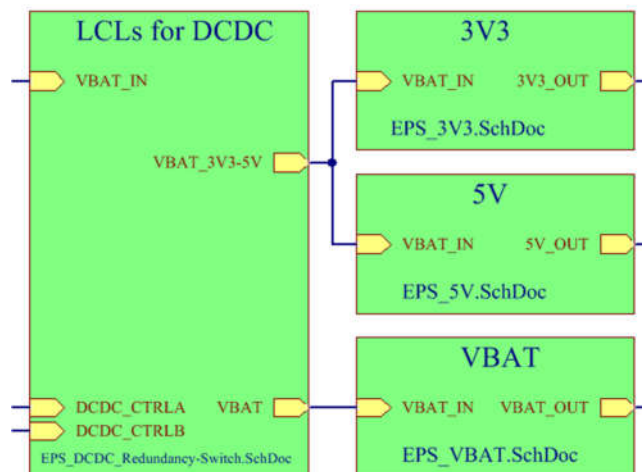 LCLs for DCDC
VBAT_IN
VBAT_3V3-5V
DCDC_CTRLA
VBAT
DCDC_CTRLB
EPS_DCDC_Redundancy-Switch.SchDoc
3V3
VBAT_IN
3V3_OUT
EPS_3V3.SchDoc
5V
VBAT_IN
5V_OUT
EPS_5V.SchDoc
VBAT
VBAT_IN
VBAT_OUT
EPS_VBAT.SchDoc